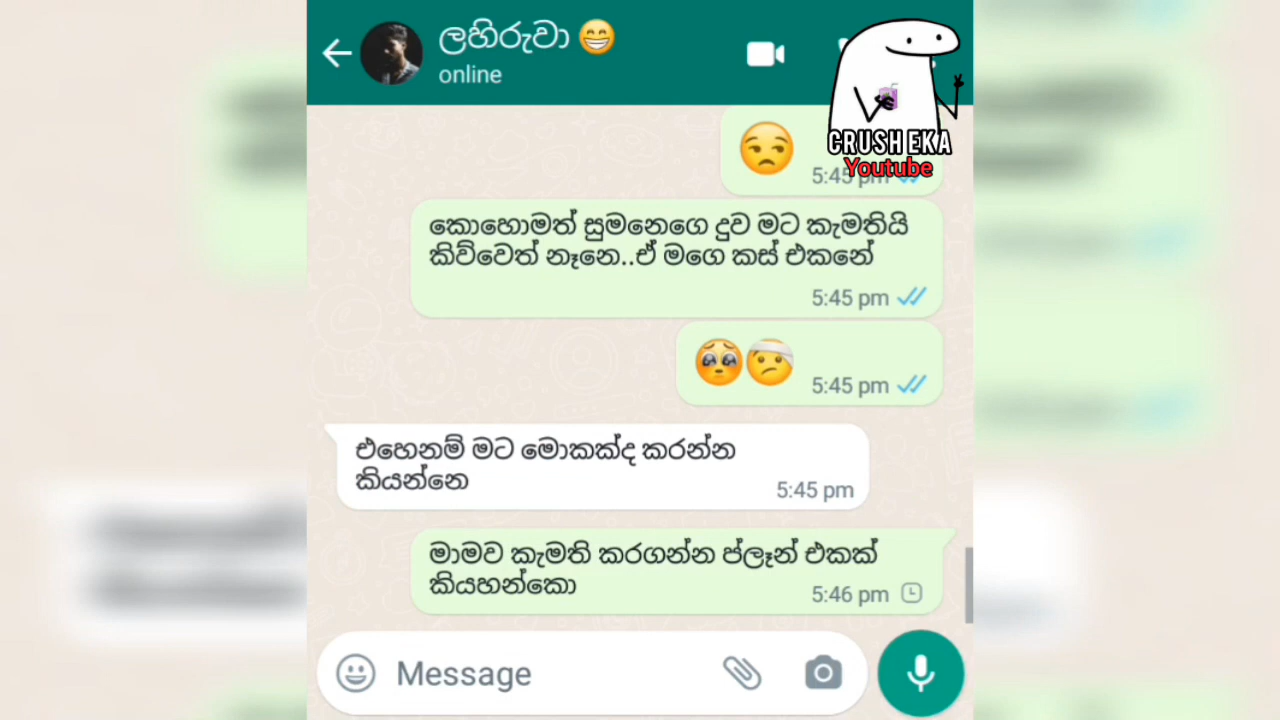 ලහිරුවා 😁
online
CRUSH EKA
Youtube
😒
5:45 pm
කොහොමත් සුමනෙගෙ දුව මට කැමතියි
කිව්වෙත් නෑනෙ..ඒ මගෙ කස් එකනේ
5:45 pm
🥺🤕
5:45 pm
එහෙනම් මට මොකක්ද කරන්න
කියන්නෙ
5:45 pm
මාමව කැමති කරගන්න ප්ලෑන් එකක්
කියහන්කො
5:46 pm
Message